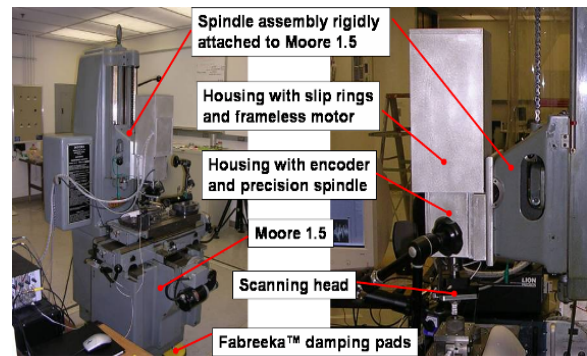 Spindle assembly rigidly
attached to Moore 1.5
Housing with slip rings
and frameless motor
Housing with encoder
and precision spindle
Moore 1.5
Scanning head
LION
Fabreeka™ damping pads